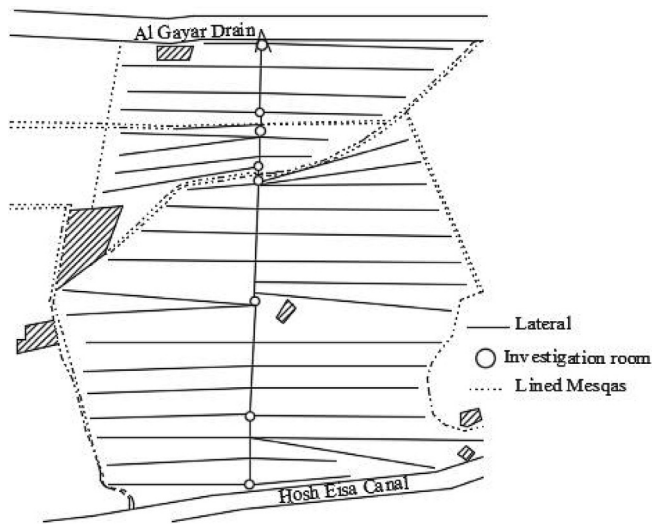 Al Gayar Drain
Lateral
Investigation room
Lined Mesqas
Hosh Eisa Canal